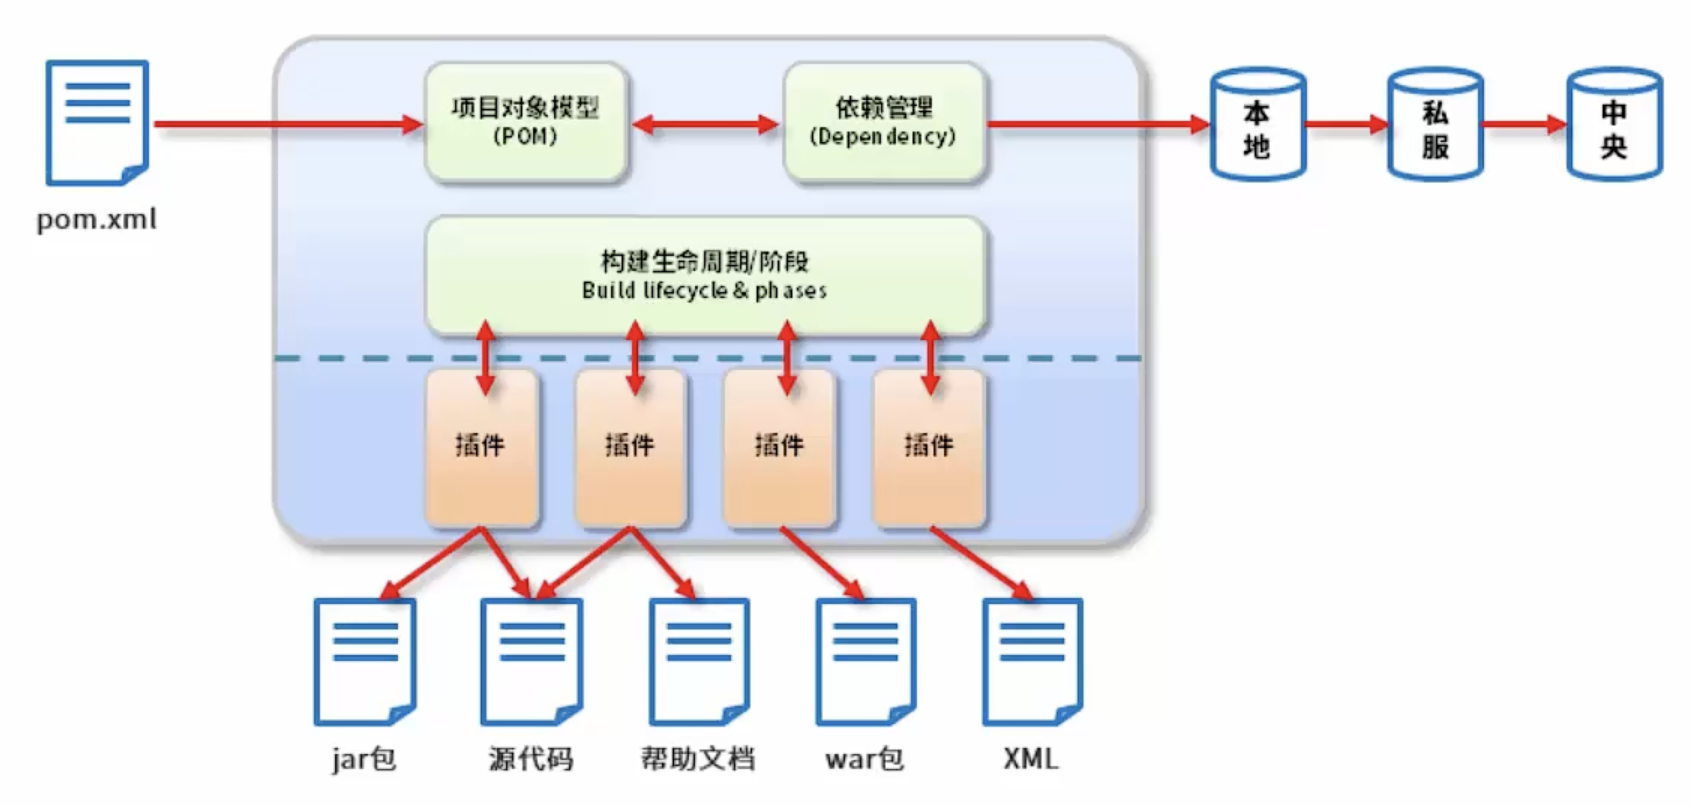 项目对象模型
（POM）
依赖管理
（Dependency）
本
地
私
服
中
央
pom.xml
构建生命周期/阶段
Build lifecycle & phases
插件
插件
插件
插件
jar包
源代码
帮助文档
war包
XML